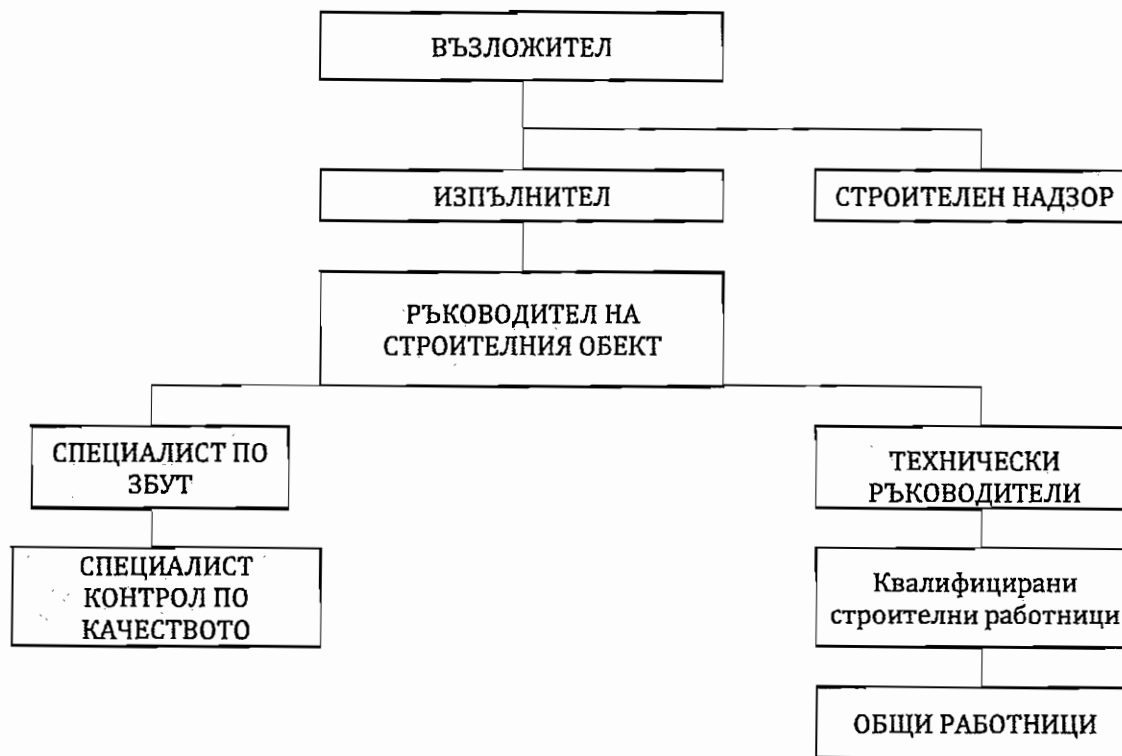 ВЪЗЛОЖИТЕЛ
ИЗПЪЛНИТЕЛ
СТРОИТЕЛЕН НАДЗОР
РЪКОВОДИТЕЛ НА
СТРОИТЕЛНИЯ ОБЕКТ
СПЕЦИАЛИСТ ПО
ЗБУТ
ТЕХНИЧЕСКИ
РЪКОВОДИТЕЛИ
СПЕЦИАЛИСТ
КОНТРОЛ ПО
КАЧЕСТВОТО
Квалифицирани
строителни работници
ОБЩИ РАБОТНИЦИ